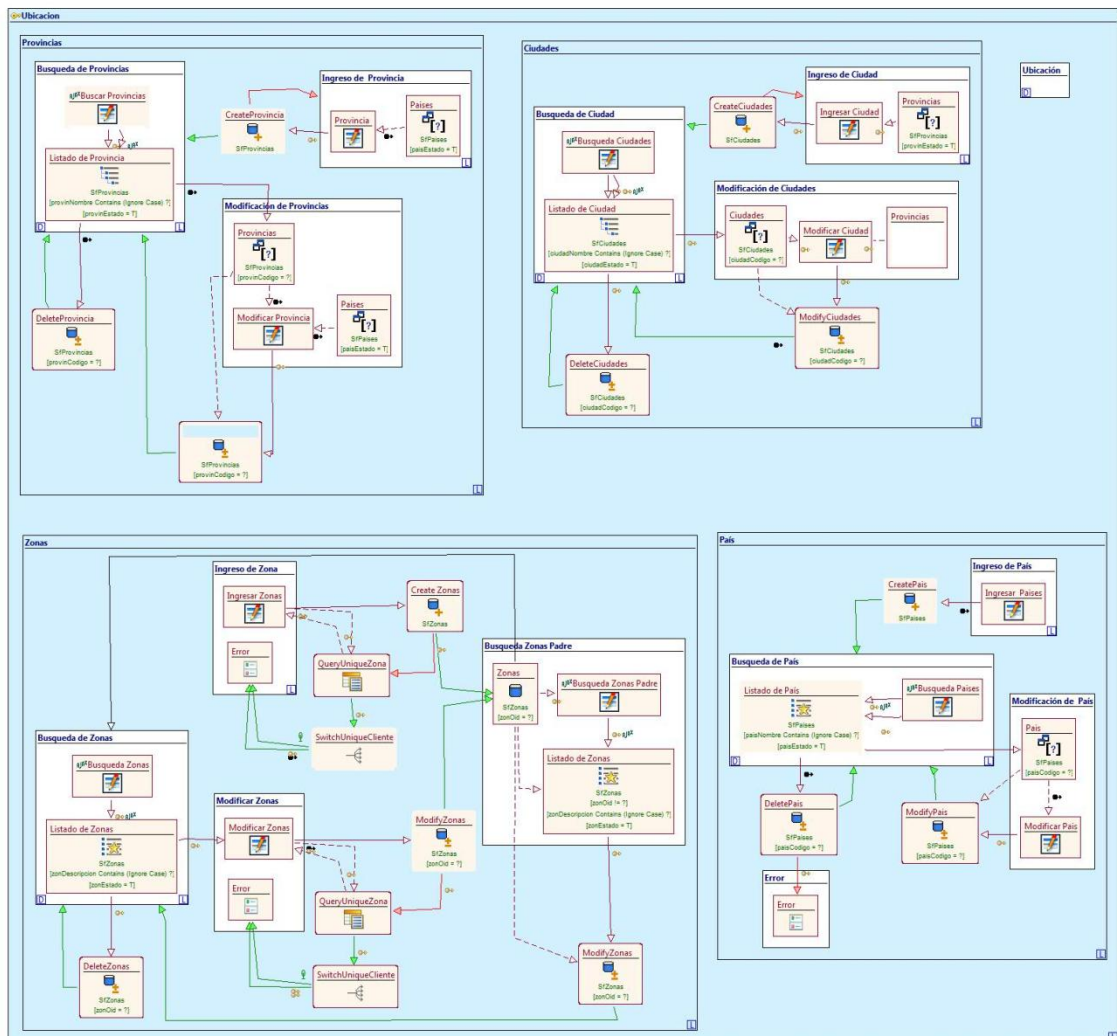 Ubicacion
Provincias
Busqueda de Provincias
Buscar Provincias
Listado de Provincia
SfProvincias
[provinNombre Contains (Ignore Case) ?]
[provinEstado = T]
D
L
CreateProvincia
SfProvincias
Ingreso de Provincia
Provincia
Paises
[?]
SfPaises
[paisEstado = T]
L
Modificación de Provincias
Provincias
[?]
SfProvincias
[provinCodigo = ?]
Modificar Provincia
Paises
[?]
SfPaises
[paisEstado = T]
DeleteProvincia
SfProvincias
[provinCodigo = ?]
SfProvincias
[provinCodigo = ?]
L
Ciudades
Busqueda de Ciudad
Busqueda Ciudades
Listado de Ciudad
SfCiudades
[ciudadNombre Contains (Ignore Case) ?]
[ciudadEstado = T]
D
L
CreateCiudades
SfCiudades
Ingreso de Ciudad
Ingresar Ciudad
Provincias
[?]
SfProvincias
[provinEstado = T]
L
Modificación de Ciudades
Ciudades
[?]
SfCiudades
[ciudadCodigo = ?]
Modificar Ciudad
Provincias
ModifyCiudades
SfCiudades
[ciudadCodigo = ?]
DeleteCiudades
SfCiudades
[ciudadCodigo = ?]
L
Ubicación
D
Zonas
Ingreso de Zona
Ingresar Zonas
Error
L
Create Zonas
SfZonas
QueryUniqueZona
SwitchUniqueCliente
Busqueda Zonas Padre
Zonas
SfZonas
[zonOid = ?]
Busqueda Zonas Padre
Listado de Zonas
SfZonas
[zonOid != ?]
[zonDescripcion Contains (Ignore Case) ?]
[zonEstado = T]
Busqueda de Zonas
Busqueda Zonas
Listado de Zonas
SfZonas
[zonDescripcion Contains (Ignore Case) ?]
[zonEstado = T]
D
L
Modificar Zonas
Modificar Zonas
Error
ModifyZonas
SfZonas
[zonOid = ?]
QueryUniqueZona
SwitchUniqueCliente
DeleteZonas
SfZonas
[zonOid = ?]
ModifyZonas
SfZonas
[zonOid = ?]
L
País
CreatePais
SfPaises
Ingreso de País
Ingresar Paises
L
Busqueda de País
Listado de Pais
SfPaises
[paisNombre Contains (Ignore Case) ?]
[paisEstado = T]
Busqueda Paises
D
L
Modificación de País
Pais
[?]
SfPaises
[paisCodigo = ?]
Modificar Pais
DeletePais
SfPaises
[paisCodigo = ?]
ModifyPais
SfPaises
[paisCodigo = ?]
Error
Error
L
L